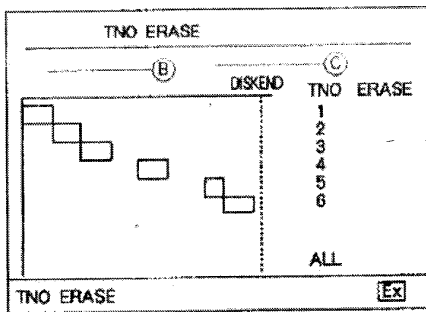 TNO ERASE
B C
DISKEND TNO ERASE
1
2
3
4
5
6
ALL
TNO ERASE Ex